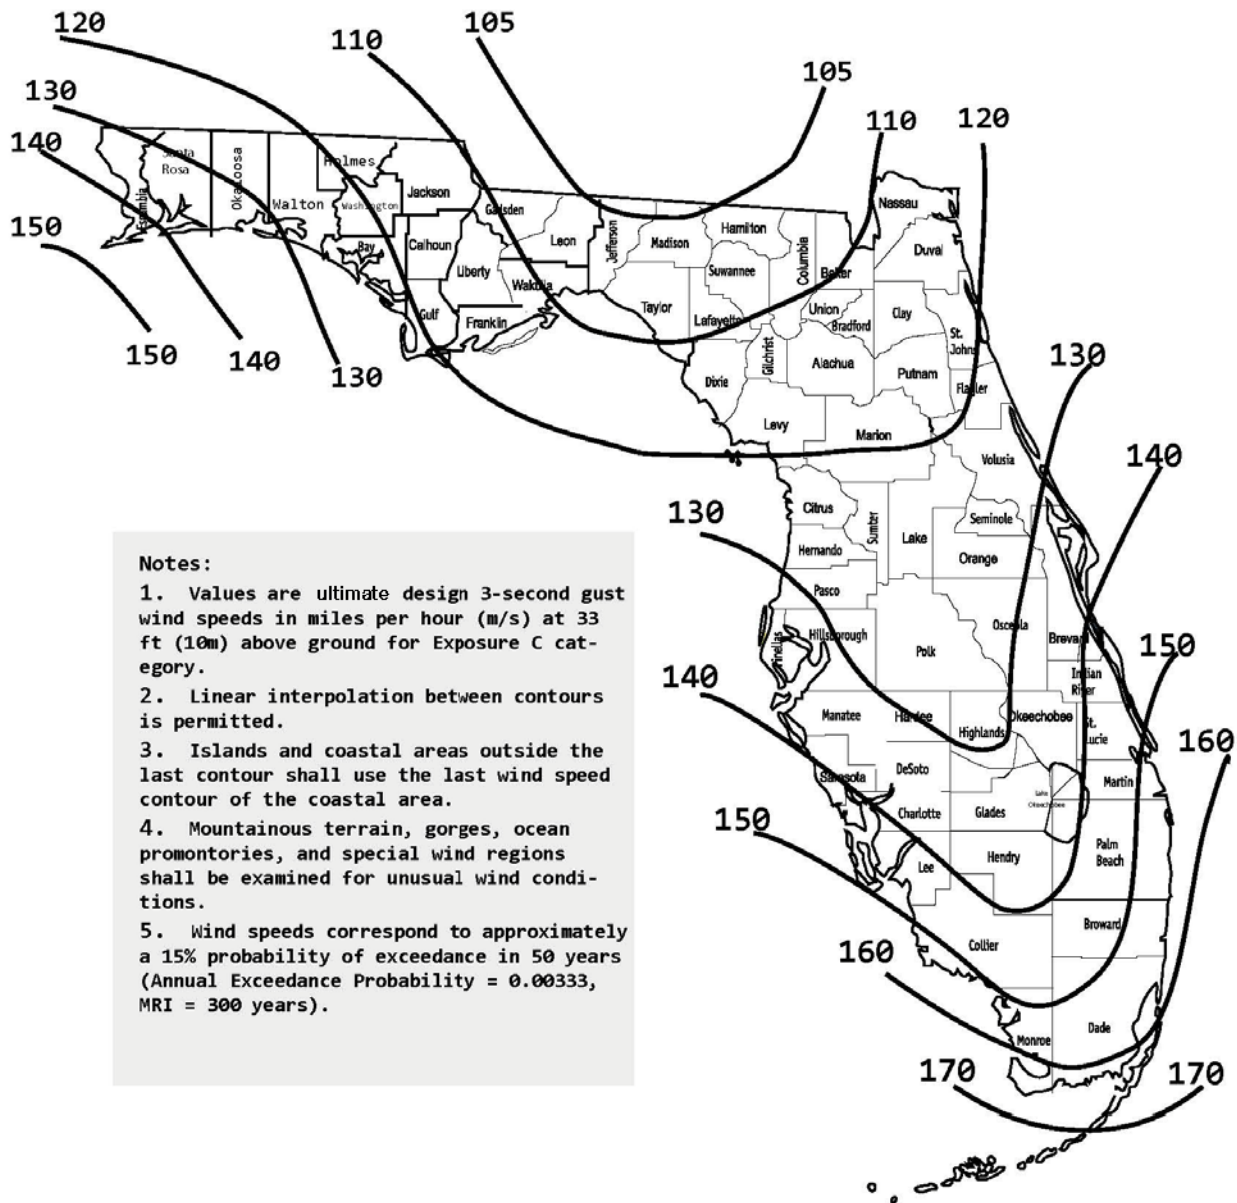 120
110
105
105
130
110
120
140
150
150
140
130
130
140
130
140
150
150
160
160
170
170
Escambia
Santa
Rosa
Okaloosa
Walton
Holmes
Washington
Jackson
Bay
Calhoun
Gulf
Gadsden
Liberty
Franklin
Leon
Wakulla
Jefferson
Madison
Taylor
Hamilton
Suwannee
Lafayette
Columbia
Baker
Nassau
Duval
Union
Bradford
Clay
St.
Johns
Dixie
Gilchrist
Alachua
Putnam
Flagler
Levy
Marion
Volusia
Citrus
Sumter
Lake
Seminole
Hernando
Orange
Pasco
Pinellas
Hillsborough
Polk
Osceola
Brevard
Indian
River
Manatee
Hardee
Highlands
Okeechobee
St.
Lucie
Sarasota
DeSoto
Martin
Charlotte
Glades
Lake
Okeechobee
Lee
Hendry
Palm
Beach
Collier
Broward
Monroe
Dade
Notes:
1. Values are ultimate design 3-second gust
wind speeds in miles per hour (m/s) at 33
ft (10m) above ground for Exposure C cat-
egory.
2. Linear interpolation between contours
is permitted.
3. Islands and coastal areas outside the
last contour shall use the last wind speed
contour of the coastal area.
4. Mountainous terrain, gorges, ocean
promontories, and special wind regions
shall be examined for unusual wind condi-
tions.
5. Wind speeds correspond to approximately
a 15% probability of exceedance in 50 years
(Annual Exceedance Probability = 0.00333,
MRI = 300 years).